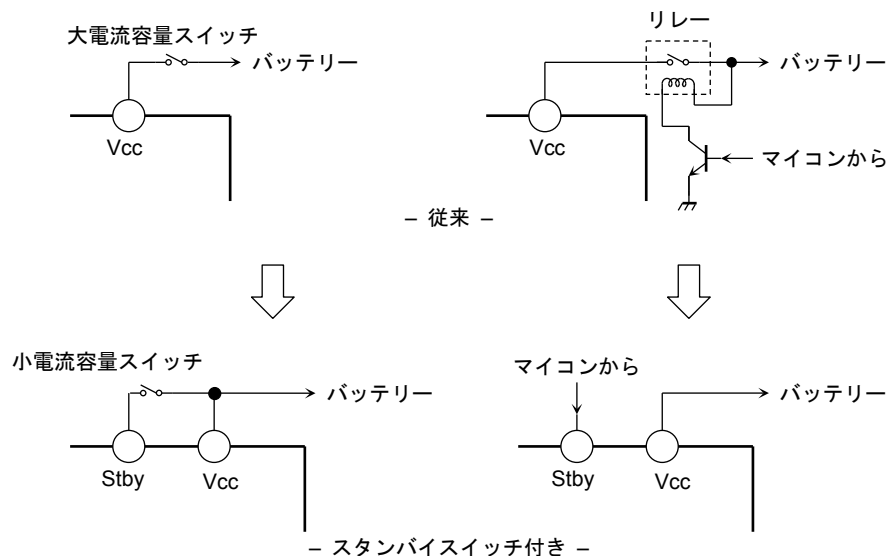 大電流容量スイッチ
バッテリー
Vcc
リレー
バッテリー
Vcc
マイコンから
– 従来 –
小電流容量スイッチ
バッテリー
Stby
Vcc
マイコンから
バッテリー
Stby
Vcc
– スタンバイスイッチ付き –